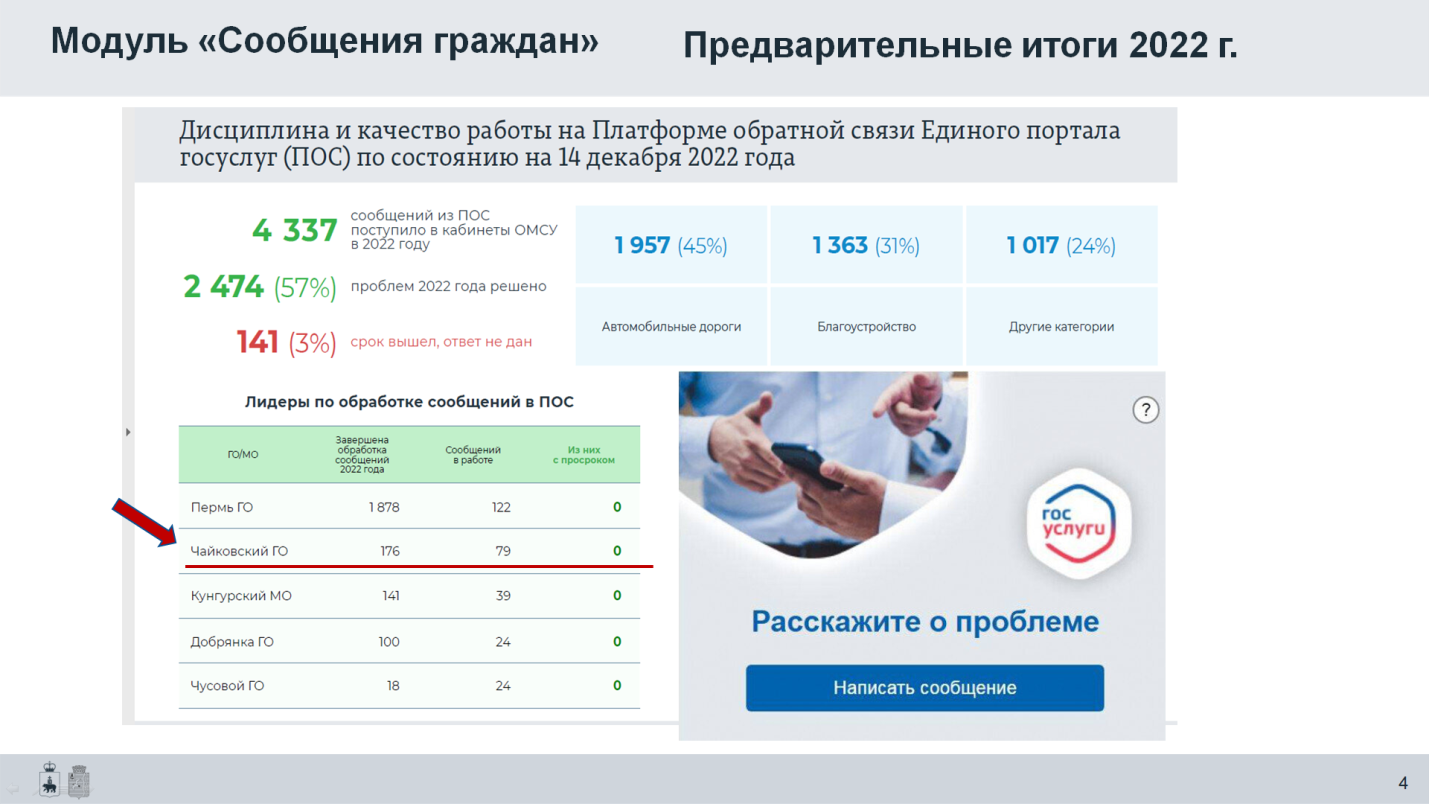 Модуль «Сообщения граждан»
Предварительные итоги 2022 г.
Дисциплина и качество работы на Платформе обратной связи Единого портала
госуслуг (ПОС) по состоянию на 14 декабря 2022 года
4 337
сообщений из ПОС
поступило в кабинеты ОМСУ
в 2022 году
2 474 (57%)
проблем 2022 года решено
141 (3%)
срок вышел, ответ не дан
1 957 (45%)
1 363 (31%)
1 017 (24%)
Автомобильные дороги
Благоустройство
Другие категории
Лидеры по обработке сообщений в ПОС
ГО/МО
Завершена
обработка
сообщений
2022 года
Сообщений
в работе
Из них
с просроком
Пермь ГО 1 878 122 0
Чайковский ГО 176 79 0
Кунгурский МО 141 39 0
Добрянка ГО 100 24 0
Чусовой ГО 18 24 0
?
гос
услуги
Расскажите о проблеме
Написать сообщение
4